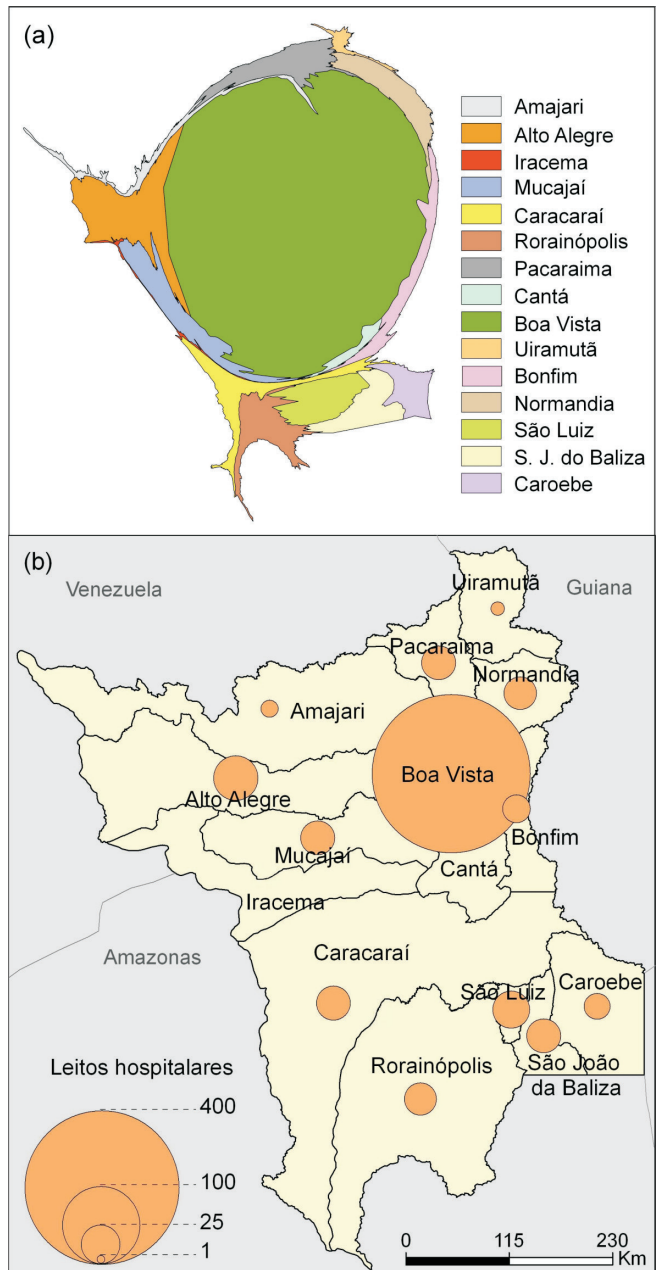 (a)
Amajari
Alto Alegre
Iracema
Mucajaí
Caracaraí
Rorainópolis
Pacaraima
Cantá
Boa Vista
Uiramutã
Bonfim
Normandia
São Luiz
S. J. do Baliza
Caroebe
(b)
Venezuela
Uiramutã
Guiana
Pacaraima
Normandia
Amajari
Boa Vista
Alto Alegre
Bonfim
Mucajaí
Cantá
Iracema
Caracaraí
Amazonas
São Luiz
Caroebe
Rorainópolis
São João
da Baliza
Leitos hospitalares
400
100
25
1
0 115 230
Km